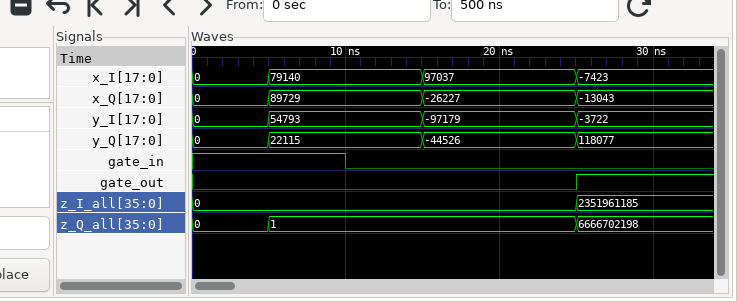 From: 0 sec To: 500 ns
Signals Waves
Time 0 10 ns 20 ns 30 ns
x_I[17:0] 0 79140 97037 -7423
x_Q[17:0] 0 89729 -26227 -13043
y_I[17:0] 0 54793 -97179 -3722
y_Q[17:0] 0 22115 -44526 118077
gate_in
gate_out
z_I_all[35:0] 0 2351961185
z_Q_all[35:0] 0 1 6666702198
place